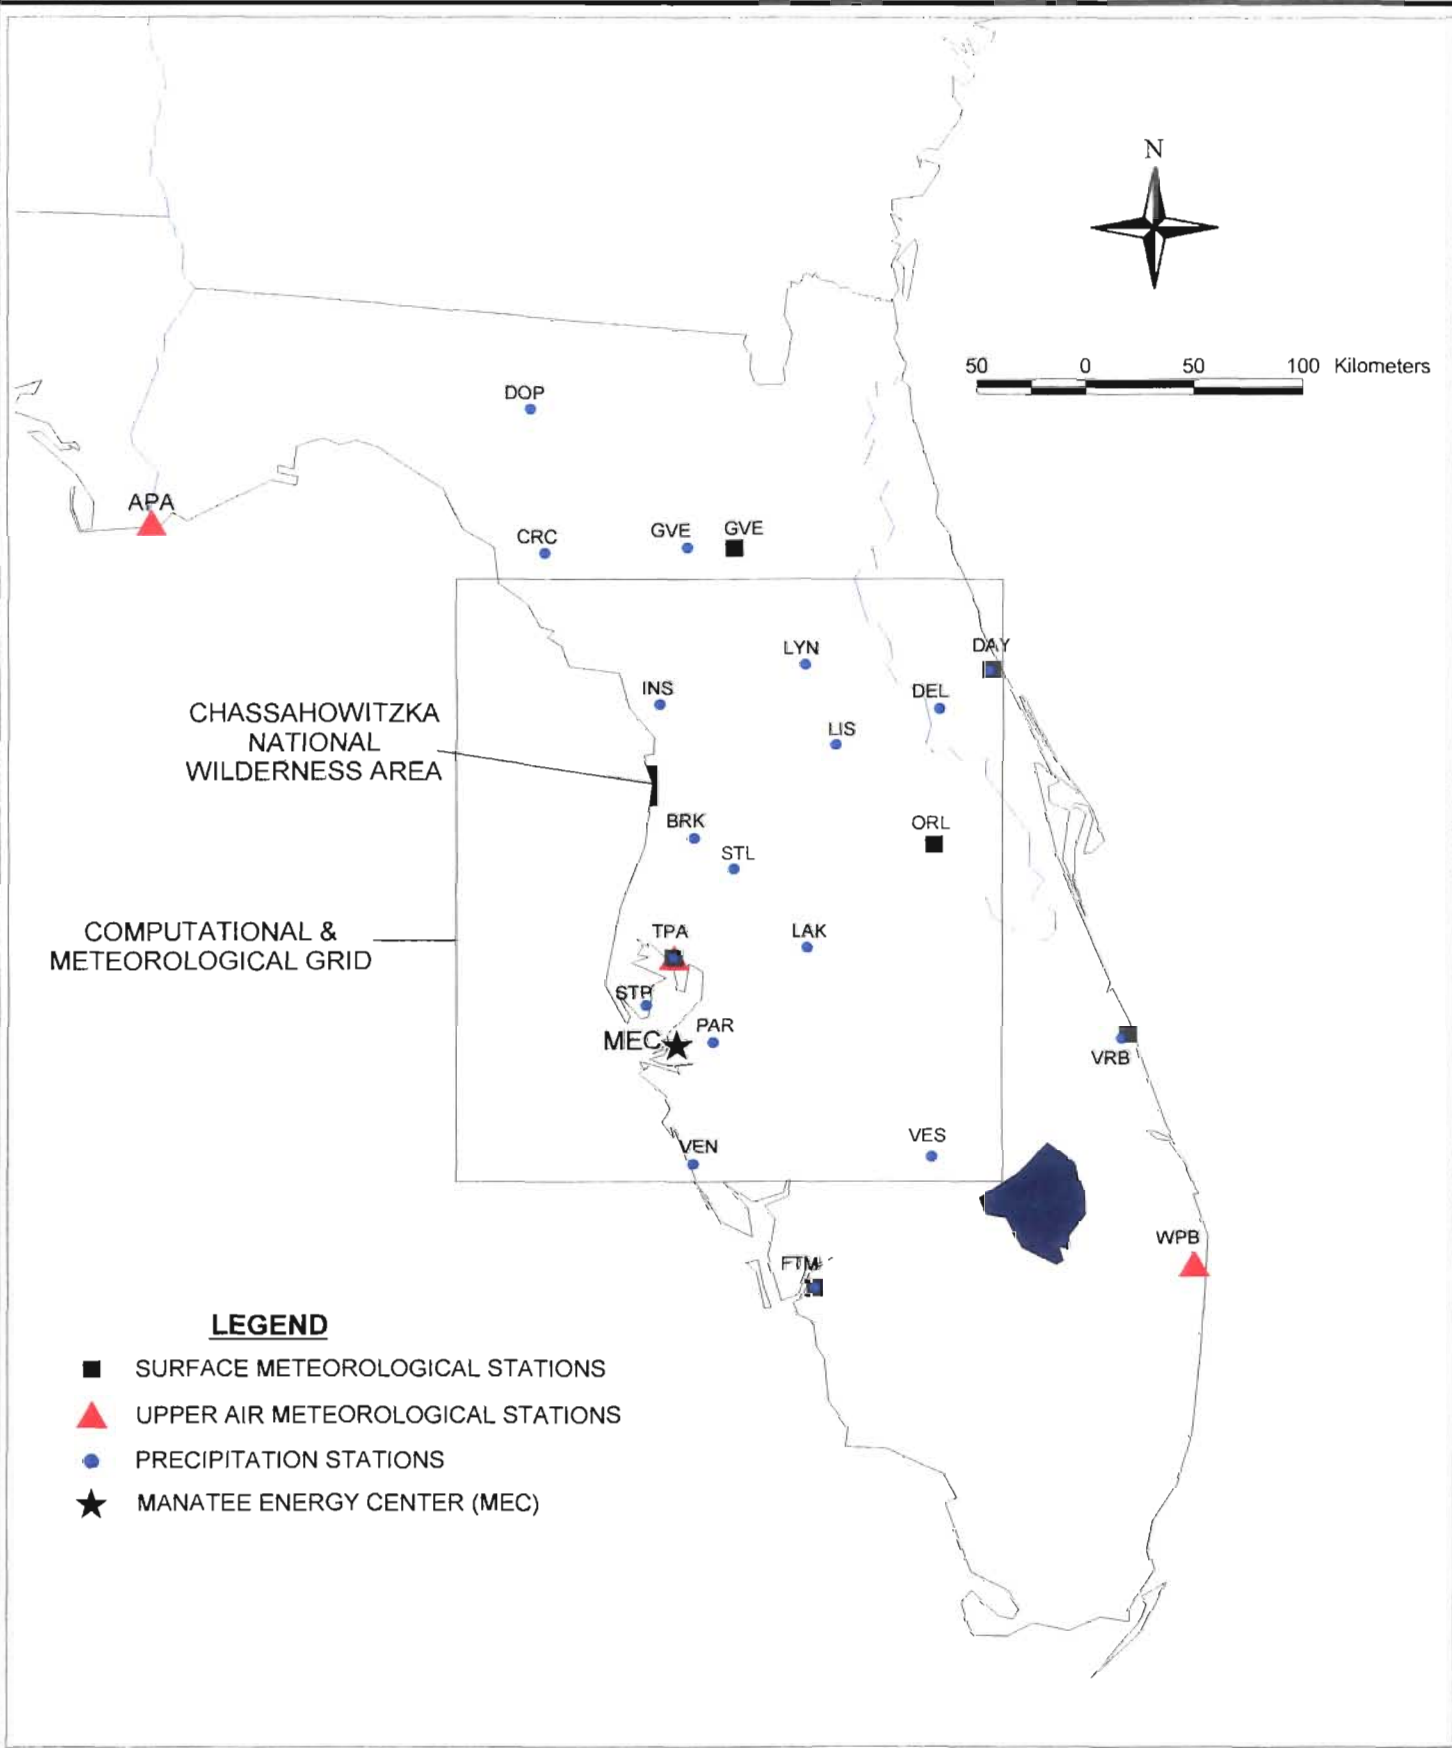 N
50 0 50 100 Kilometers
DOP
APA
CRC
GVE
GVE
LYN
DAY
INS
DEL
CHASSAHOWITZKA
NATIONAL
WILDERNESS AREA
LIS
BRK
ORL
STL
COMPUTATIONAL &
METEOROLOGICAL GRID
TPA
LAK
STP
PAR
MEC
VRB
VES
VEN
WPB
FTM
LEGEND
SURFACE METEOROLOGICAL STATIONS
UPPER AIR METEOROLOGICAL STATIONS
PRECIPITATION STATIONS
MANATEE ENERGY CENTER (MEC)